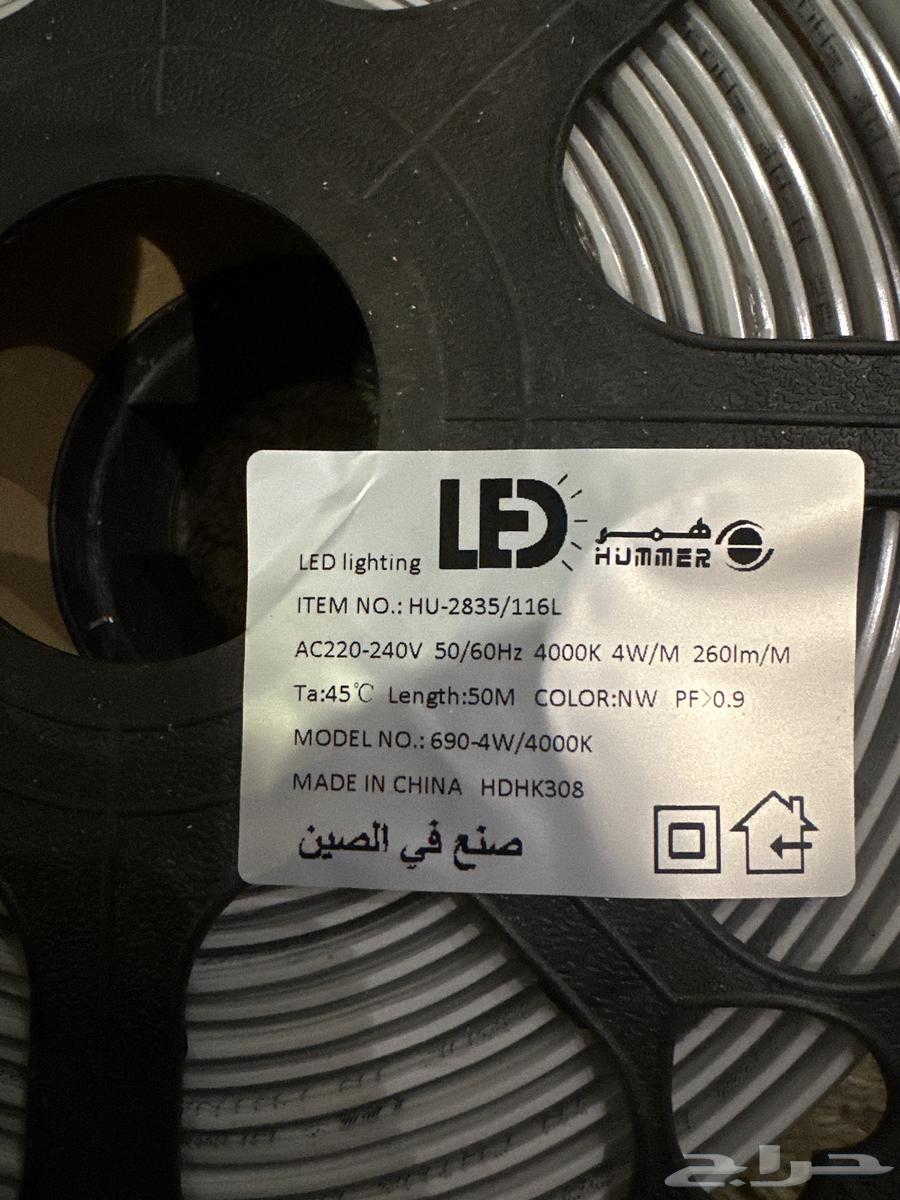 LED
همر
LED lighting HUMMER
ITEM NO.: HU-2835/116L
AC220-240V 50/60Hz 4000K 4W/M 260lm/M
Ta:45℃ Length:50M COLOR:NW PF>0.9
MODEL NO.: 690-4W/4000K
MADE IN CHINA HDHK308
صنع في الصين
حراج